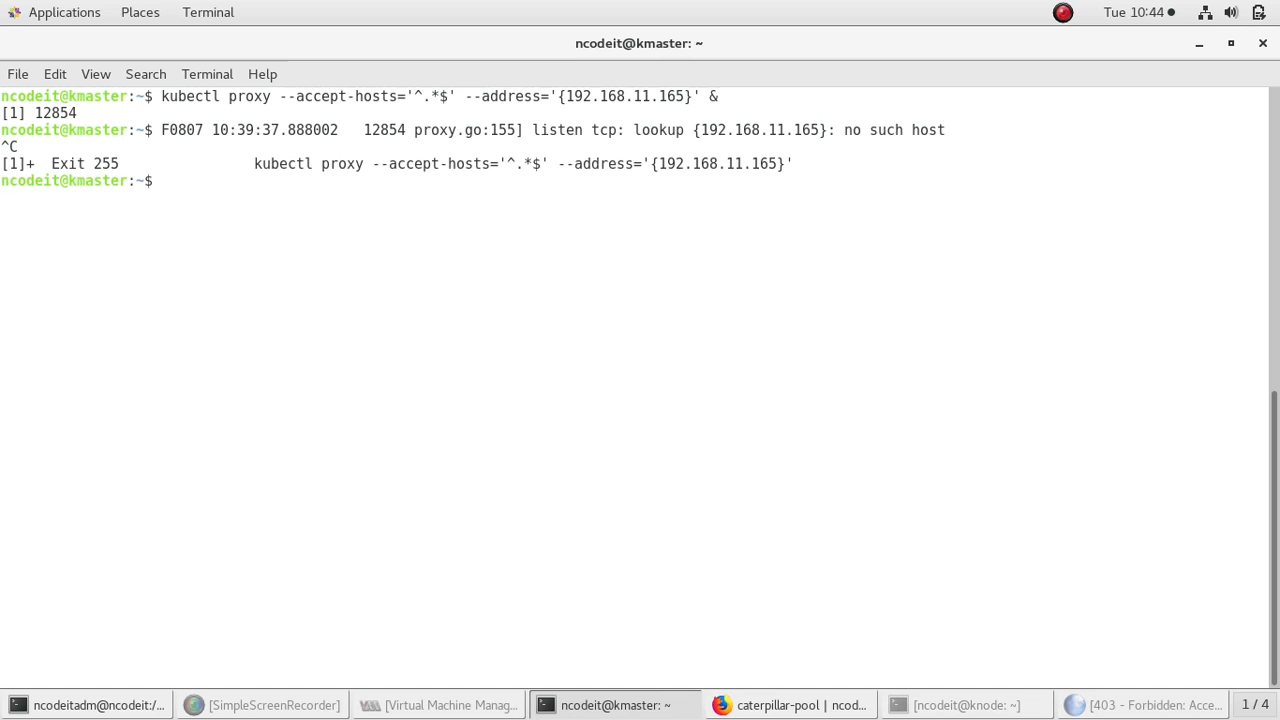 Applications Places Terminal Tue 10:44
ncodeit@kmaster: ~
File Edit View Search Terminal Help
ncodeit@kmaster:~$ kubectl proxy --accept-hosts='^.*$' --address='{192.168.11.165}' &
[1] 12854
ncodeit@kmaster:~$ F0807 10:39:37.888002   12854 proxy.go:155] listen tcp: lookup {192.168.11.165}: no such host
^C
[1]+  Exit 255                kubectl proxy --accept-hosts='^.*$' --address='{192.168.11.165}'
ncodeit@kmaster:~$
ncodeitadm@ncodeit:/... [SimpleScreenRecorder] [Virtual Machine Manag... ncodeit@kmaster: ~ caterpillar-pool | ncod... [ncodeit@knode: ~] [403 - Forbidden: Acce... 1 / 4